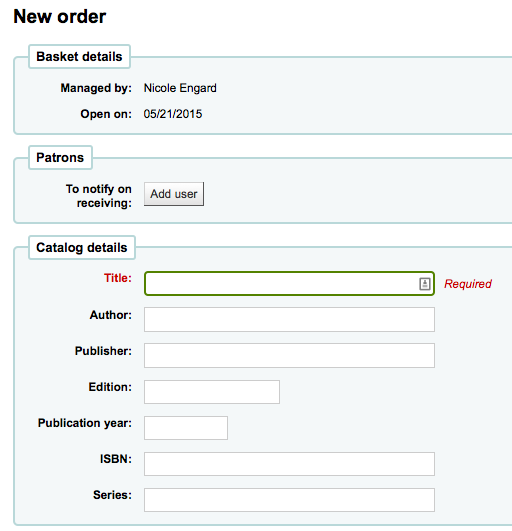 New order
Basket details
Managed by: Nicole Engard
Open on: 05/21/2015
Patrons
To notify on
receiving:
Add user
Catalog details
Title:
Required
Author:
Publisher:
Edition:
Publication year:
ISBN:
Series: